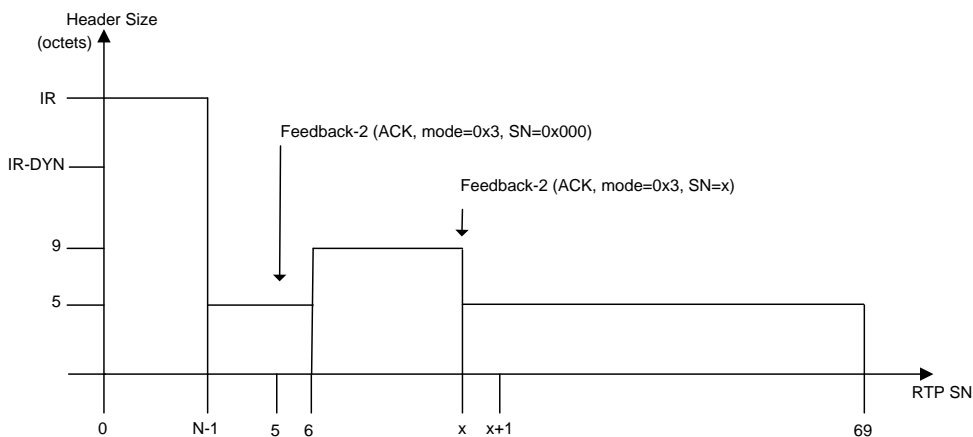 Header Size
(octets)
IR
Feedback-2 (ACK, mode=0x3, SN=0x000)
IR-DYN
Feedback-2 (ACK, mode=0x3, SN=x)
9
5
RTP SN
0 N-1 5 6 x x+1 69